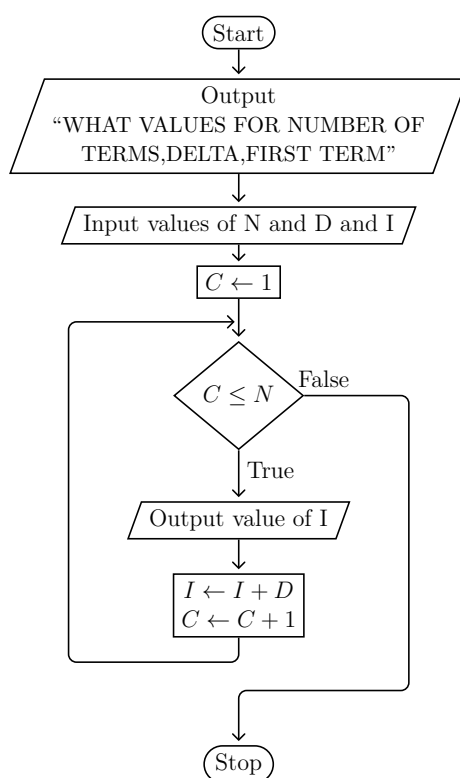 Start
Output
“WHAT VALUES FOR NUMBER OF
TERMS,DELTA,FIRST TERM”
Input values of N and D and I
C ← 1
C ≤ N
False
True
Output value of I
I ← I + D
C ← C + 1
Stop